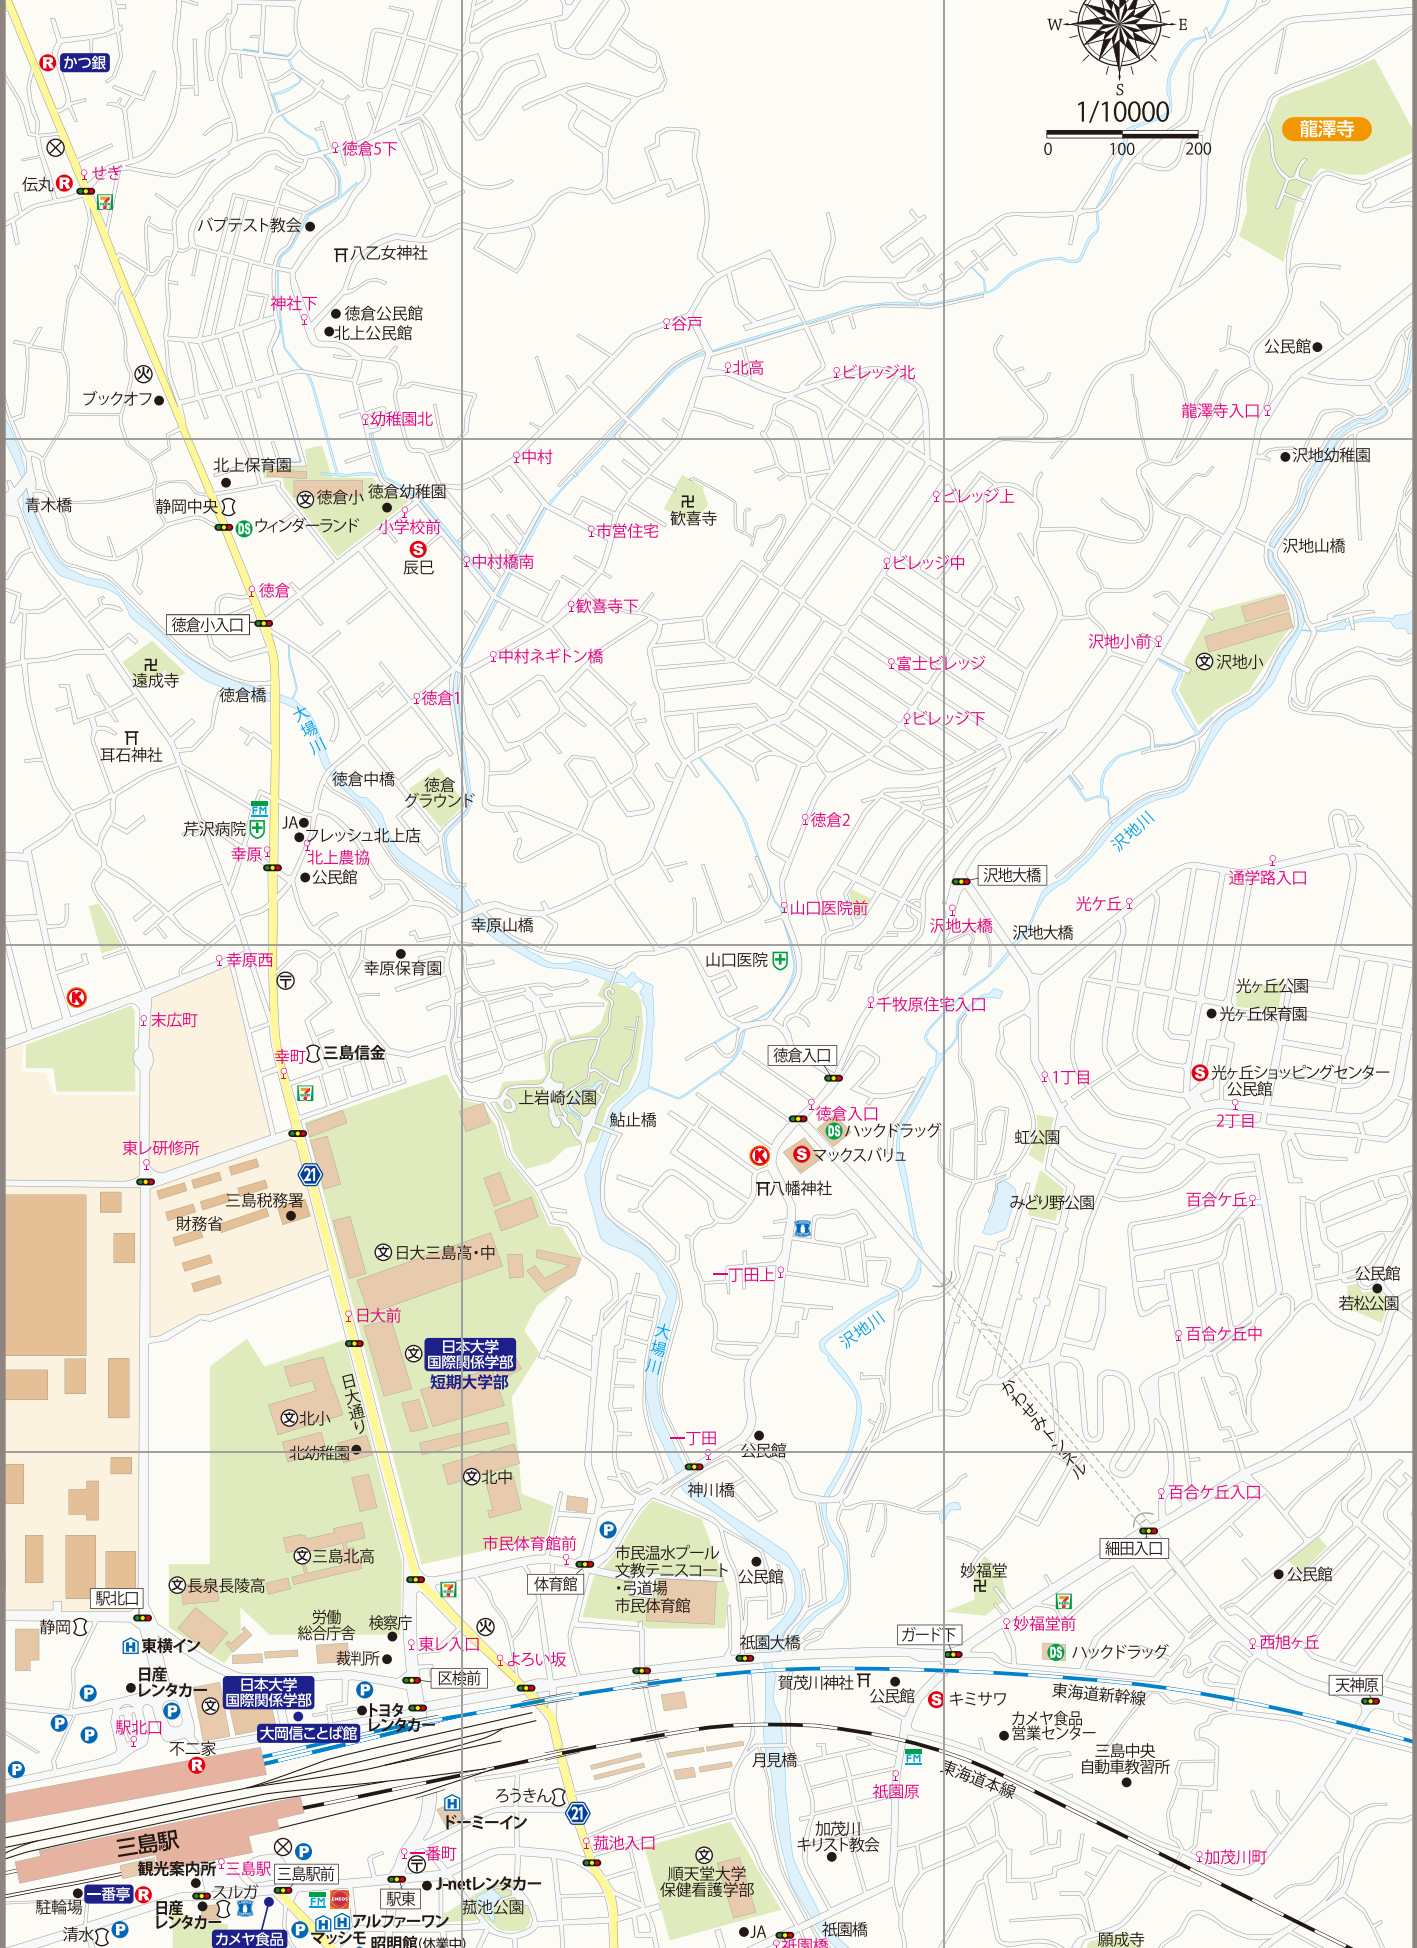 W E
S
1/10000
0 100 200
R かつ銀
龍澤寺
せぎ
伝丸 R
徳倉5下
バプテスト教会
八乙女神社
神社下
徳倉公民館
北上公民館
谷戸
北高
ビレッジ北
公民館
火
ブックオフ
幼稚園北
龍澤寺入口
北上保育園
中村
沢地幼稚園
青木橋
静岡中央
文 徳倉小
徳倉幼稚園
歓喜寺
ビレッジ上
DS ウィンダーランド
小学校前
市営住宅
沢地山橋
S
辰巳
中村橋南
ビレッジ中
徳倉
歓喜寺下
徳倉小入口
沢地小前
遠成寺
中村ネギトン橋
富士ビレッジ
文 沢地小
徳倉橋
徳倉1
大場川
ビレッジ下
耳石神社
徳倉中橋
徳倉
グラウンド
FM
芹沢病院
JA
フレッシュ北上店
徳倉2
沢地川
幸原
北上農協
公民館
沢地大橋
通学路入口
山口医院前
光ケ丘
幸原山橋
沢地大橋
沢地大橋
幸原西
幸原保育園
山口医院
光ヶ丘公園
K
末広町
千牧原住宅入口
光ヶ丘保育園
幸町
三島信金
徳倉入口
1丁目
S 光ヶ丘ショッピングセンター
公民館
上岩崎公園
鮎止橋
徳倉入口
2丁目
DS ハックドラッグ
虹公園
東レ研修所
K
S マックスバリュ
21
八幡神社
みどり野公園
百合ケ丘
三島税務署
財務省
文 日大三島高・中
一丁田上
公民館
若松公園
日大前
大場川
沢地川
百合ケ丘中
文
日本大学
国際関係学部
短期大学部
日大通り
かわせみトンネル
文 北小
北幼稚園
一丁田
公民館
文 北中
神川橋
百合ケ丘入口
市民体育館前
P
細田入口
文 三島北高
体育館
市民温水プール
文教テニスコート
・弓道場
市民体育館
公民館
妙福堂
公民館
文 長泉長陵高
駅北口
静岡
労働
総合庁舎
検察庁
火
妙福堂前
H 東横イン
東レ入口
祇園大橋
ガード下
西旭ヶ丘
裁判所
よろい坂
DS ハックドラッグ
日産
レンタカー
区検前
賀茂川神社
公民館
天神原
日本大学
国際関係学部
文
P
S キミサワ
東海道新幹線
P
P
P
P
トヨタ
レンタカー
カメヤ食品
営業センター
駅北口
大岡信ことば館
不二家
R
月見橋
FM
三島中央
自動車教習所
P
祇園原
東海道本線
ろうきん
21
H
ドーミーイン
加茂川
キリスト教会
三島駅
菰池入口
文
順天堂大学
保健看護学部
加茂川町
P
一番町
観光案内所
三島駅
三島駅前
駐輪場
一番亭 R
スルガ
駅東
J-netレンタカー
日産
レンタカー
FM
ENEOS
菰池公園
清水
P
カメヤ食品
P
H
H アルファーワン
マッシモ
昭明館(休業中)
JA
祇園橋
祇園橋
願成寺